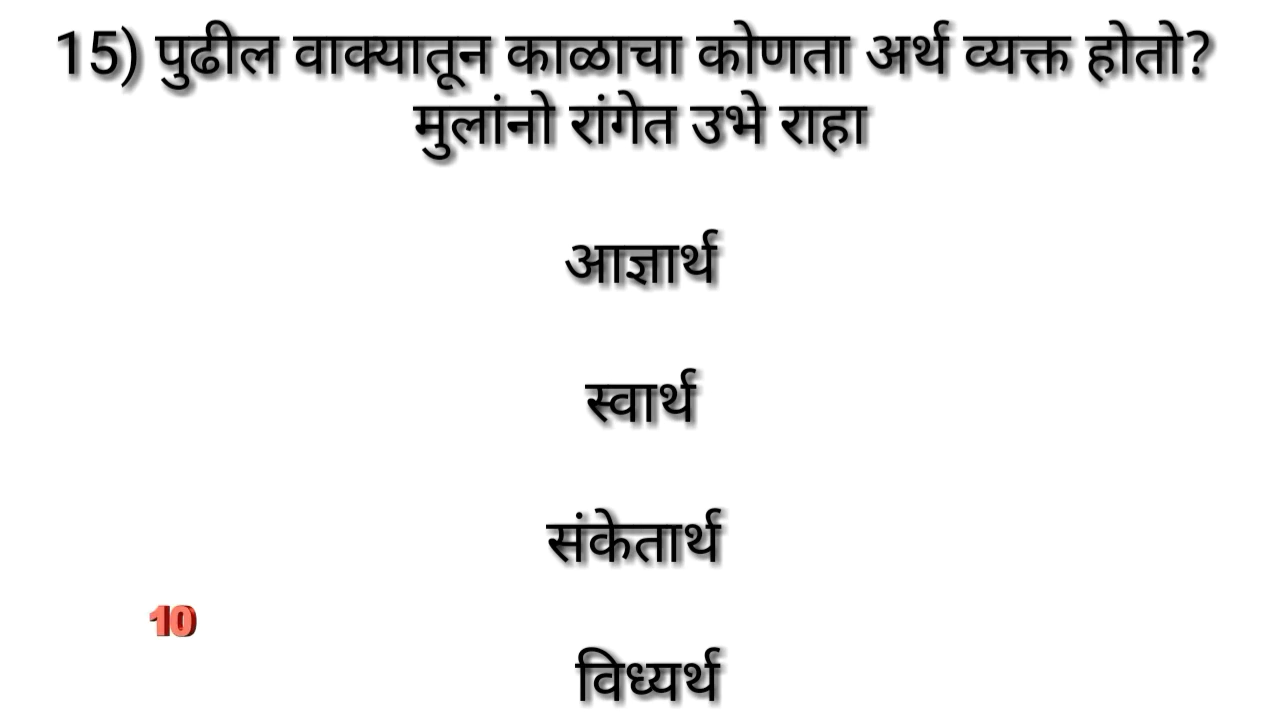 15) पुढील वाक्यातून काळाचा कोणता अर्थ व्यक्त होतो?
मुलांनो रांगेत उभे राहा
आज्ञार्थ
स्वार्थ
संकेतार्थ
10
विध्यर्थ